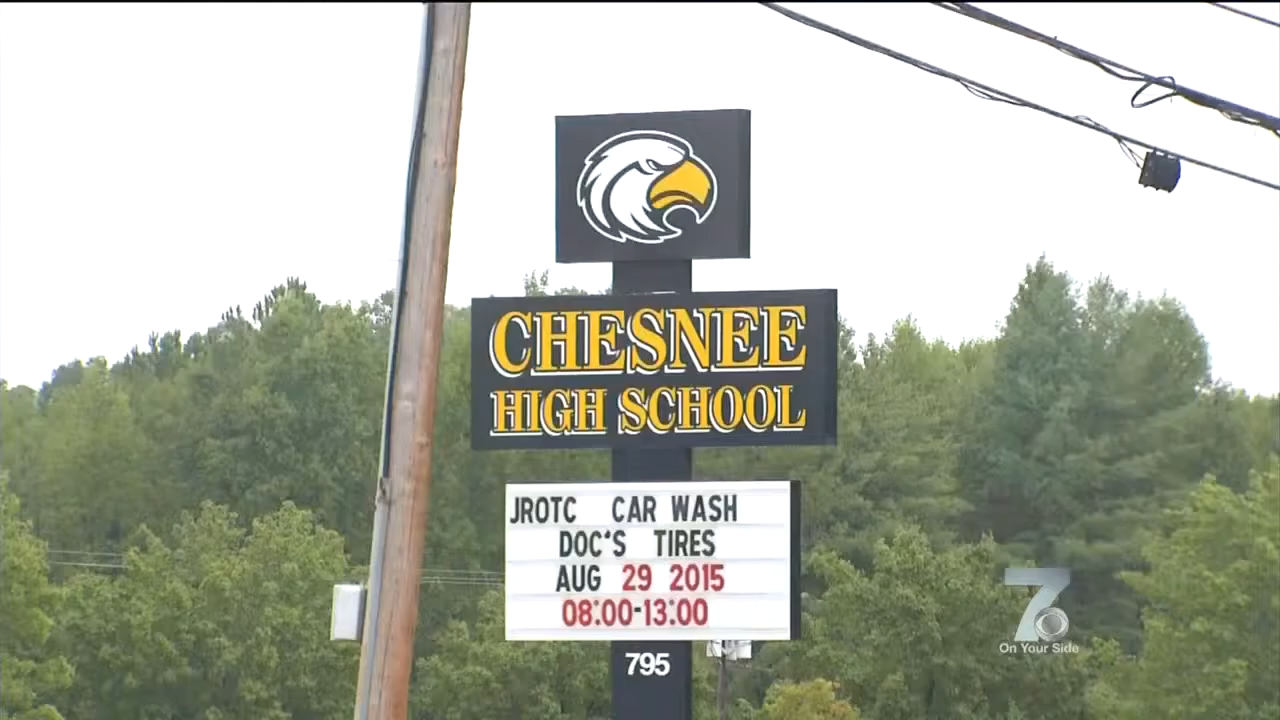 CHESNEE
HIGH SCHOOL
JROTC CAR WASH
DOC'S TIRES
AUG 29 2015
08:00-13:00
795
7
On Your Side